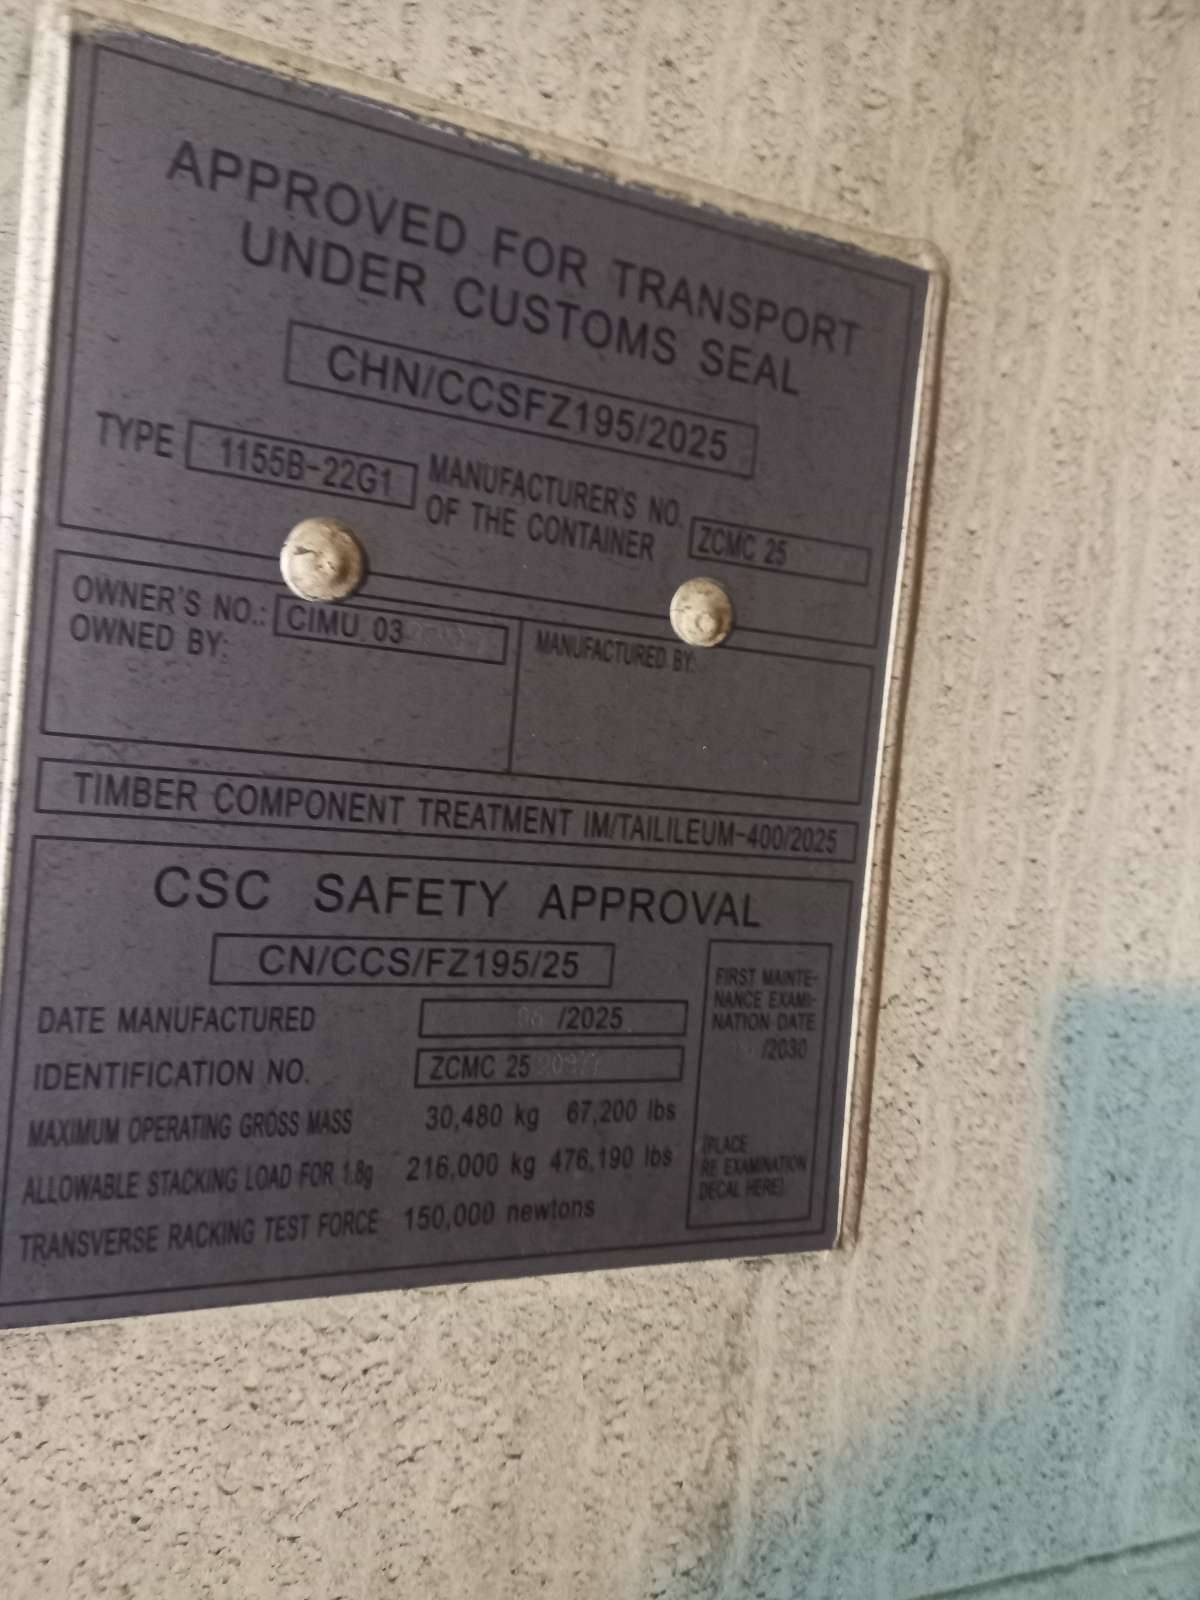 APPROVED FOR TRANSPORT
UNDER CUSTOMS SEAL
CHN/CCSFZ195/2025
TYPE 1155B-22G1 MANUFACTURER'S NO.
OF THE CONTAINER ZCMC 25
OWNER'S NO.: CIMU 03
OWNED BY:
MANUFACTURED BY:
TIMBER COMPONENT TREATMENT IM/TAILILEUM-400/2025
CSC SAFETY APPROVAL
CN/CCS/FZ195/25
DATE MANUFACTURED /2025
IDENTIFICATION NO. ZCMC 25
MAXIMUM OPERATING GROSS MASS 30,480 kg 67,200 lbs
ALLOWABLE STACKING LOAD FOR 1.8g 216,000 kg 476,190 lbs
TRANSVERSE RACKING TEST FORCE 150,000 newtons
FIRST MAINTE-
NANCE EXAMI-
NATION DATE
/2030
(PLACE
RE EXAMINATION
DECAL HERE)